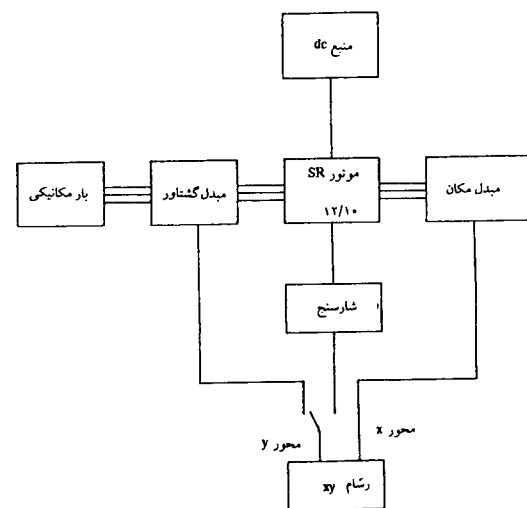 منبع dc
موتور SR
۱۲/۱۰
مبدل مکان
مبدل گشتاور
بار مکانیکی
شارسنج
محور x
محور y
رسّام xy